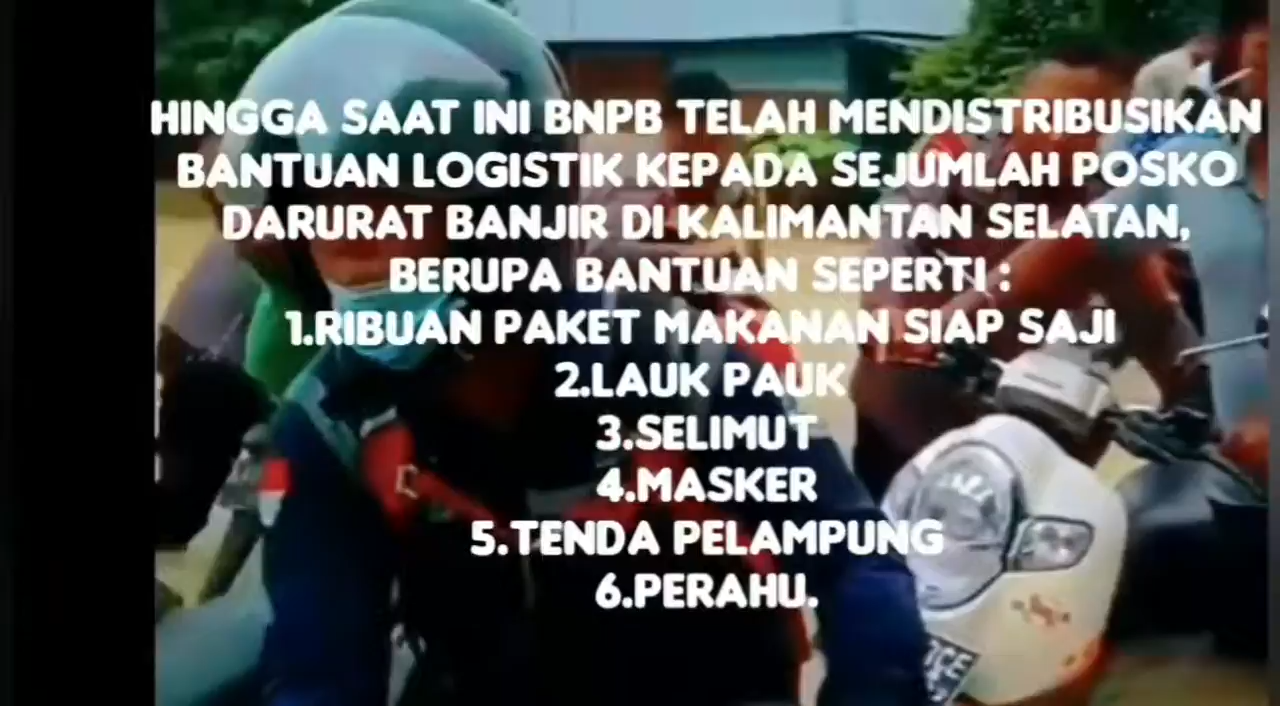 HINGGA SAAT INI BNPB TELAH MENDISTRIBUSIKAN
BANTUAN LOGISTIK KEPADA SEJUMLAH POSKO
DARURAT BANJIR DI KALIMANTAN SELATAN,
BERUPA BANTUAN SEPERTI :
1.RIBUAN PAKET MAKANAN SIAP SAJI
2.LAUK PAUK
3.SELIMUT
4.MASKER
5.TENDA PELAMPUNG
6.PERAHU.